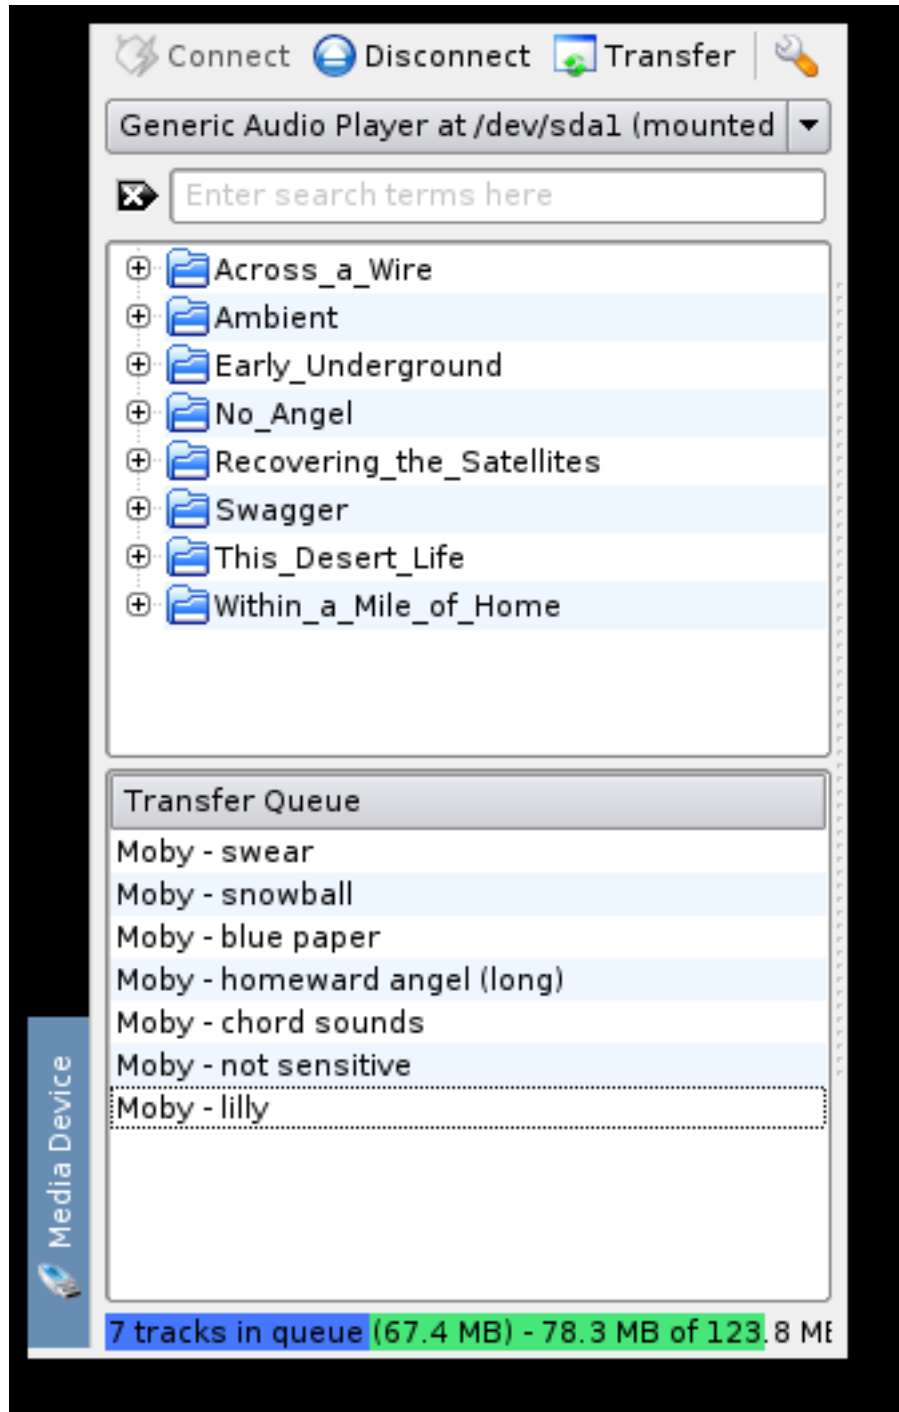 Connect Disconnect Transfer
Generic Audio Player at /dev/sda1 (mounted
Enter search terms here
Across_a_Wire
Ambient
Early_Underground
No_Angel
Recovering_the_Satellites
Swagger
This_Desert_Life
Within_a_Mile_of_Home
Transfer Queue
Moby - swear
Moby - snowball
Moby - blue paper
Moby - homeward angel (long)
Moby - chord sounds
Moby - not sensitive
Moby - lilly
Media Device
7 tracks in queue (67.4 MB) - 78.3 MB of 123.8 MB